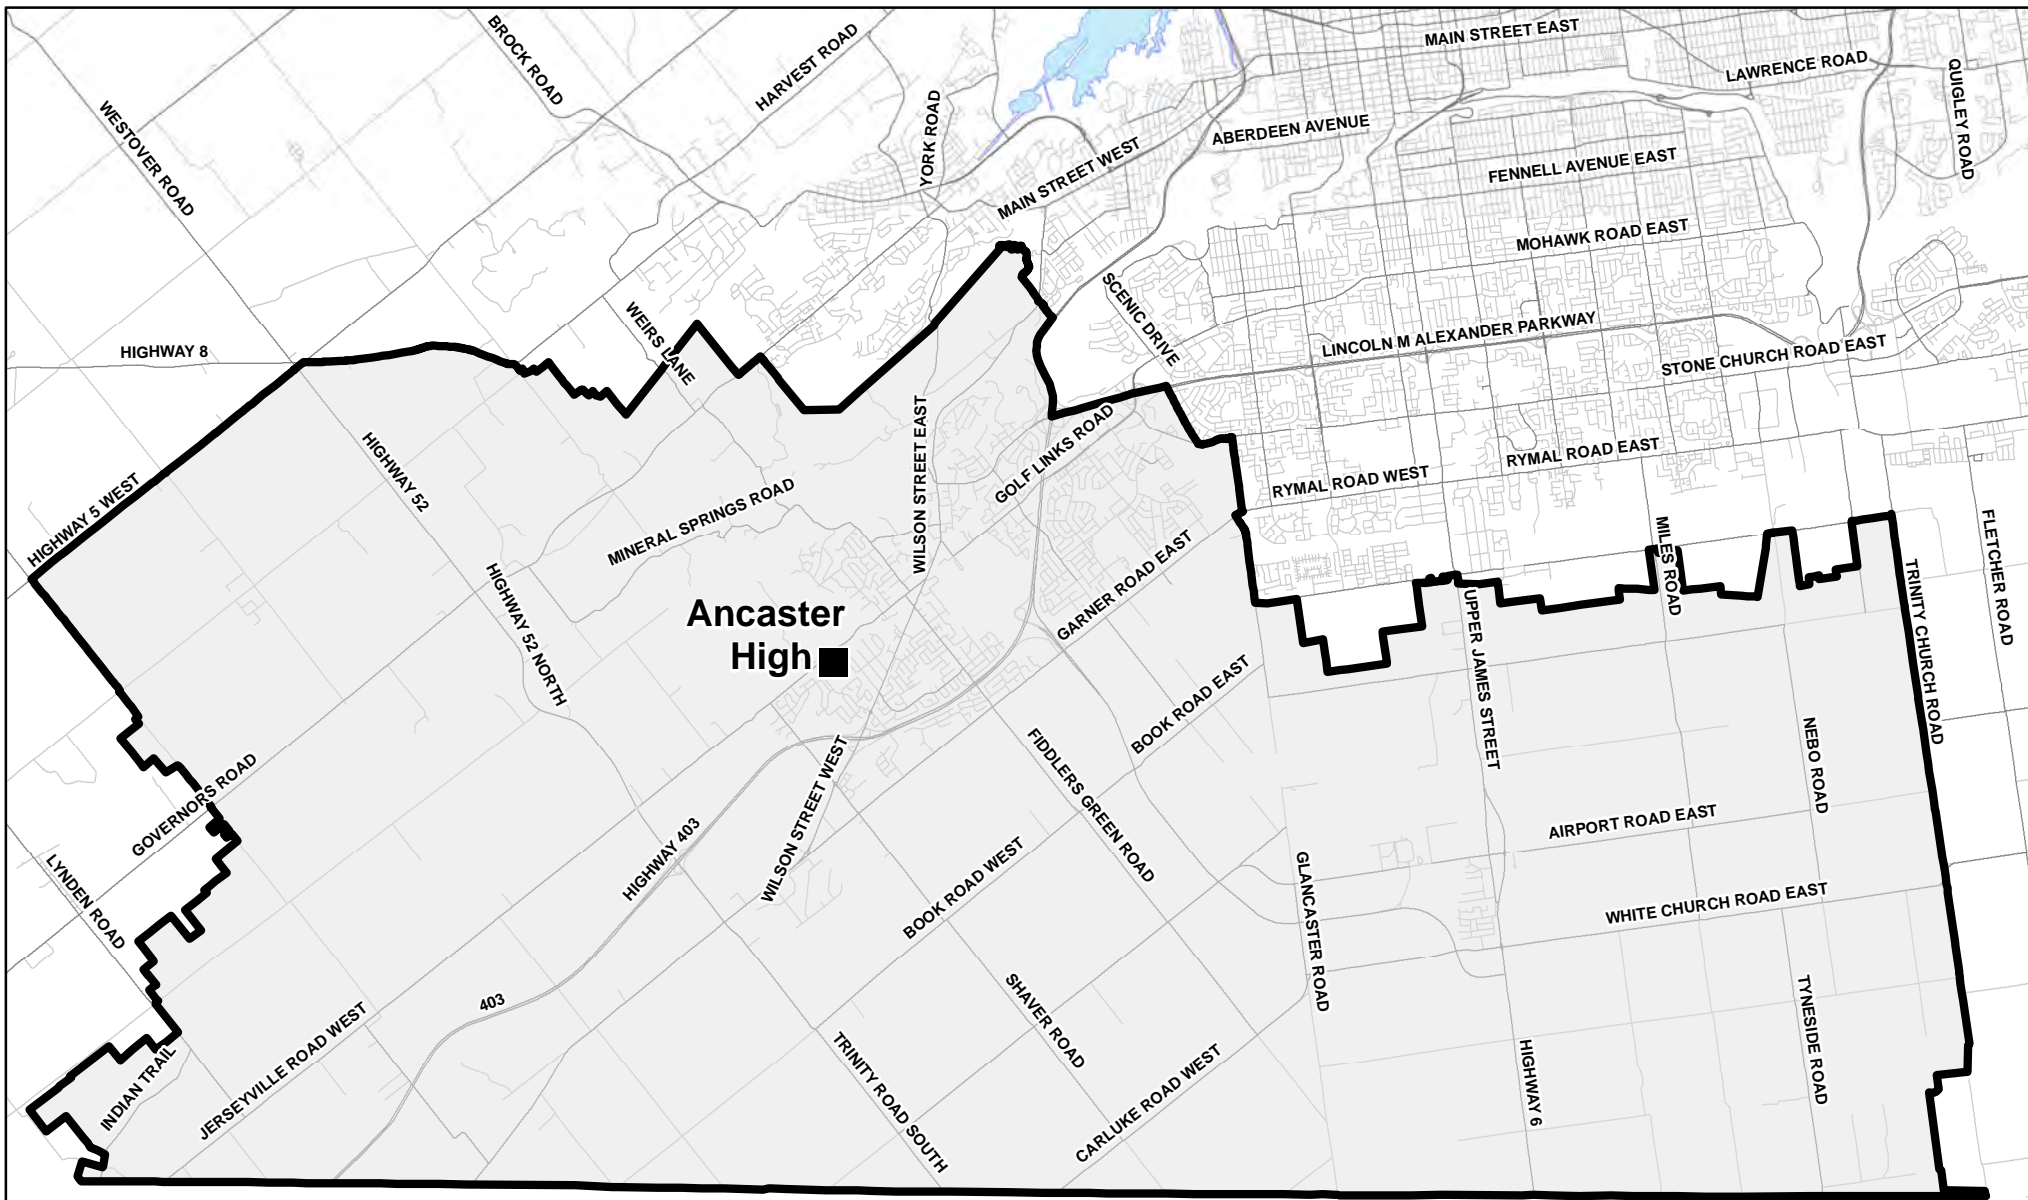 BROCK ROAD
HARVEST ROAD
MAIN STREET EAST
LAWRENCE ROAD
QUIGLEY ROAD
WESTOVER ROAD
YORK ROAD
ABERDEEN AVENUE
MAIN STREET WEST
FENNELL AVENUE EAST
MOHAWK ROAD EAST
SCENIC DRIVE
WEIRS LANE
LINCOLN M ALEXANDER PARKWAY
HIGHWAY 8
STONE CHURCH ROAD EAST
HIGHWAY 52
WILSON STREET EAST
GOLF LINKS ROAD
RYMAL ROAD EAST
RYMAL ROAD WEST
HIGHWAY 5 WEST
MINERAL SPRINGS ROAD
MILES ROAD
FLETCHER ROAD
HIGHWAY 52 NORTH
GARNER ROAD EAST
Ancaster
High
UPPER JAMES STREET
TRINITY CHURCH ROAD
BOOK ROAD EAST
NEBO ROAD
FIDDLERS GREEN ROAD
GOVERNORS ROAD
WILSON STREET WEST
AIRPORT ROAD EAST
HIGHWAY 403
BOOK ROAD WEST
GLANCASTER ROAD
LYNDEN ROAD
WHITE CHURCH ROAD EAST
403
SHAVER ROAD
TYNESIDE ROAD
JERSEYVILLE ROAD WEST
INDIAN TRAIL
TRINITY ROAD SOUTH
CARLUKE ROAD WEST
HIGHWAY 6